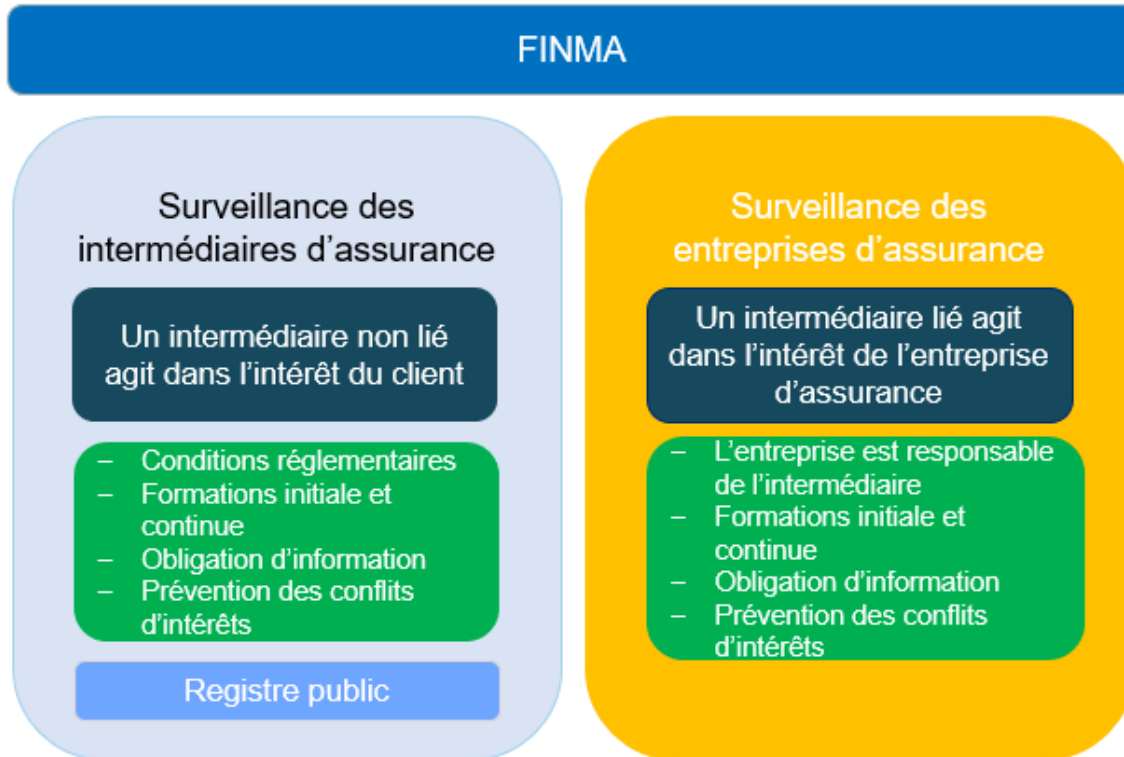 FINMA
Surveillance des
intermédiaires d’assurance
Un intermédiaire non lié
agit dans l’intérêt du client
– Conditions réglementaires
– Formations initiale et
continue
– Obligation d’information
– Prévention des conflits
d’intérêts
Registre public
Surveillance des
entreprises d’assurance
Un intermédiaire lié agit
dans l’intérêt de l’entreprise
d’assurance
– L’entreprise est responsable
de l’intermédiaire
– Formations initiale et
continue
– Obligation d’information
– Prévention des conflits
d’intérêts